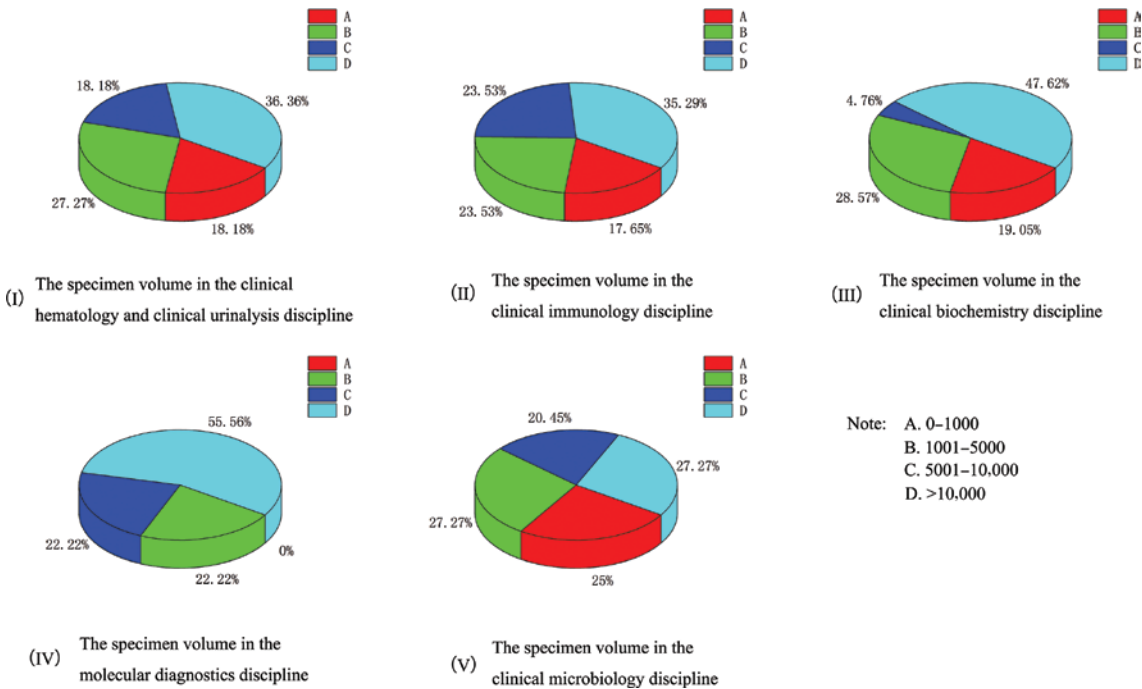 A
B
C
D
18.18%
36.36%
27.27%
18.18%
(I) The specimen volume in the clinical
hematology and clinical urinalysis discipline
A
B
C
D
23.53%
35.29%
23.53%
17.65%
(II) The specimen volume in the
clinical immunology discipline
A
B
C
D
47.62%
4.76%
28.57%
19.05%
(III) The specimen volume in the
clinical biochemistry discipline
A
B
C
D
55.56%
22.22%
0%
22.22%
(IV) The specimen volume in the
molecular diagnostics discipline
A
B
C
D
20.45%
27.27%
27.27%
25%
(V) The specimen volume in the
clinical microbiology discipline
Note: A. 0–1000
B. 1001–5000
C. 5001–10,000
D. >10,000